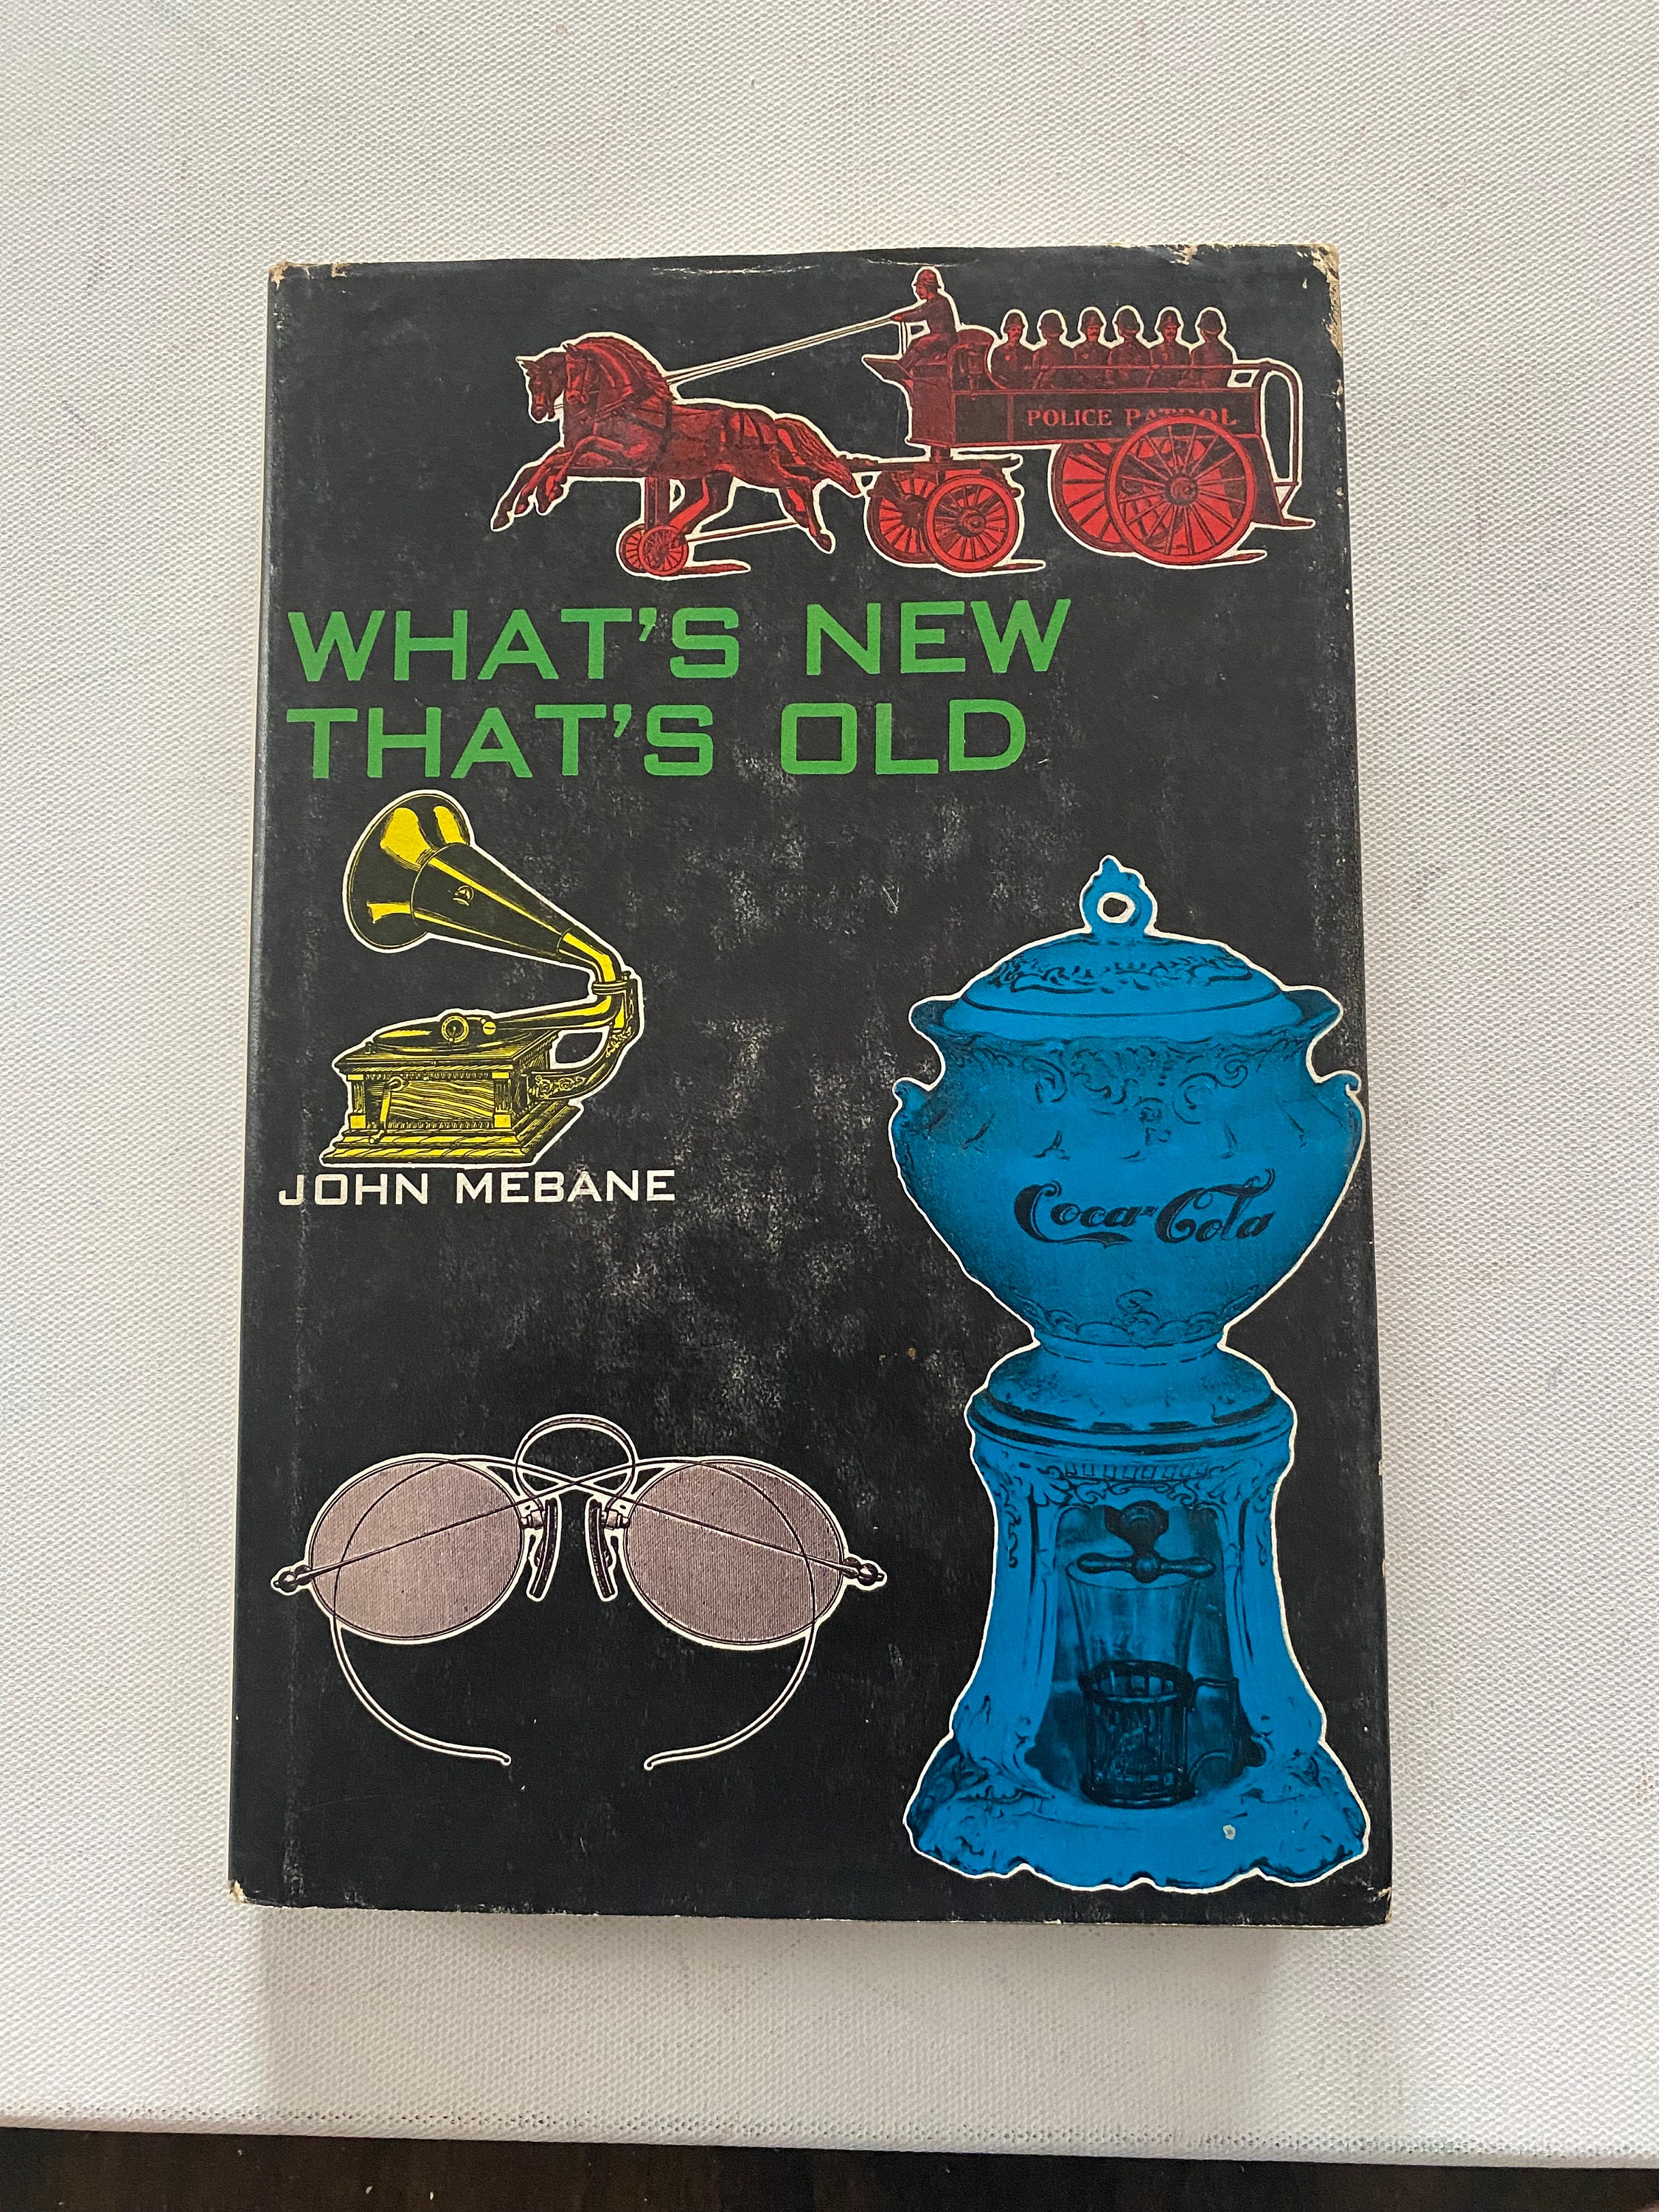 POLICE PATROL
WHAT'S NEW
THAT'S OLD
JOHN MEBANE
Coca-Cola